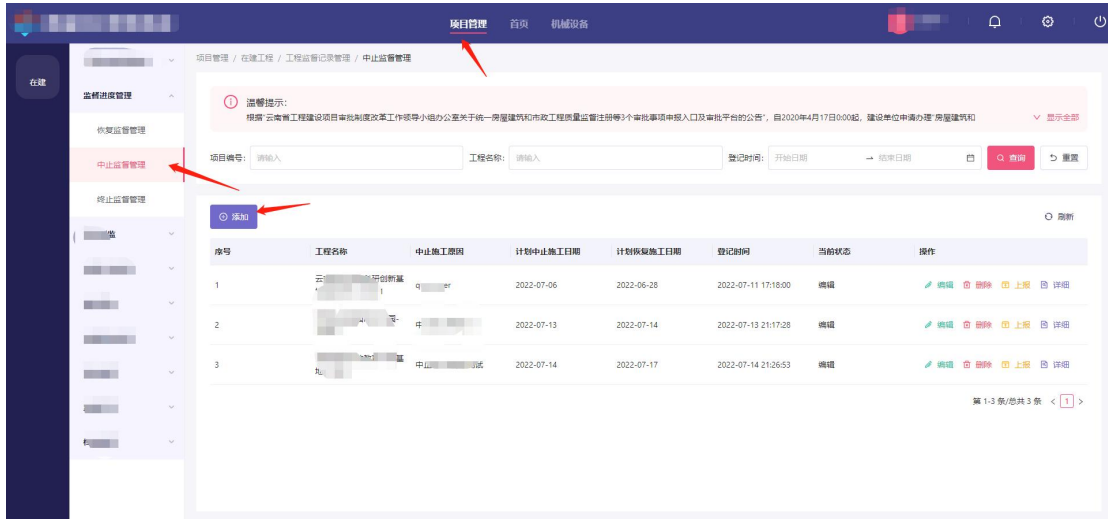 项目管理 首页 机械设备
在建
项目管理 / 在建工程 / 工程监督记录管理 / 中止监督管理
监督进度管理
恢复监督管理
中止监督管理
终止监督管理
监
温馨提示:
根据"云南省工程建设项目审批制度改革工作领导小组办公室关于统一房屋建筑和市政工程质量监督注册等3个审批事项申报入口及审批平台的公告"，自2020年4月17日0:00起，建设单位申请办理"房屋建筑和 显示全部
项目编号: 请输入 工程名称: 请输入 登记时间: 开始日期 → 结束日期 查询 重置
添加 刷新
序号 工程名称 中止施工原因 计划中止施工日期 计划恢复施工日期 登记时间 当前状态 操作
1 云 研创新基 q er 2022-07-06 2022-06-28 2022-07-11 17:18:00 编辑 编辑 删除 上报 详细
2 中 2022-07-13 2022-07-14 2022-07-13 21:17:28 编辑 编辑 删除 上报 详细
3 基 中止 试 2022-07-14 2022-07-17 2022-07-14 21:26:53 编辑 编辑 删除 上报 详细
地
第 1-3 条/总共 3 条 < 1 >